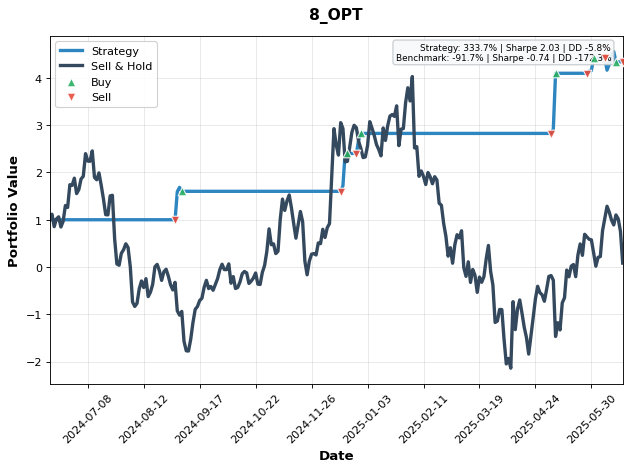 8_OPT
Strategy: 333.7% | Sharpe 2.03 | DD -5.8%
Benchmark: -91.7% | Sharpe -0.74 | DD
Strategy
Sell & Hold
Buy
Sell
Portfolio Value
4
3
2
1
0
−1
−2
2024-07-08
2024-08-12
2024-09-17
2024-10-22
2024-11-26
2025-01-03
2025-02-11
2025-03-19
2025-04-24
2025-05-30
Date